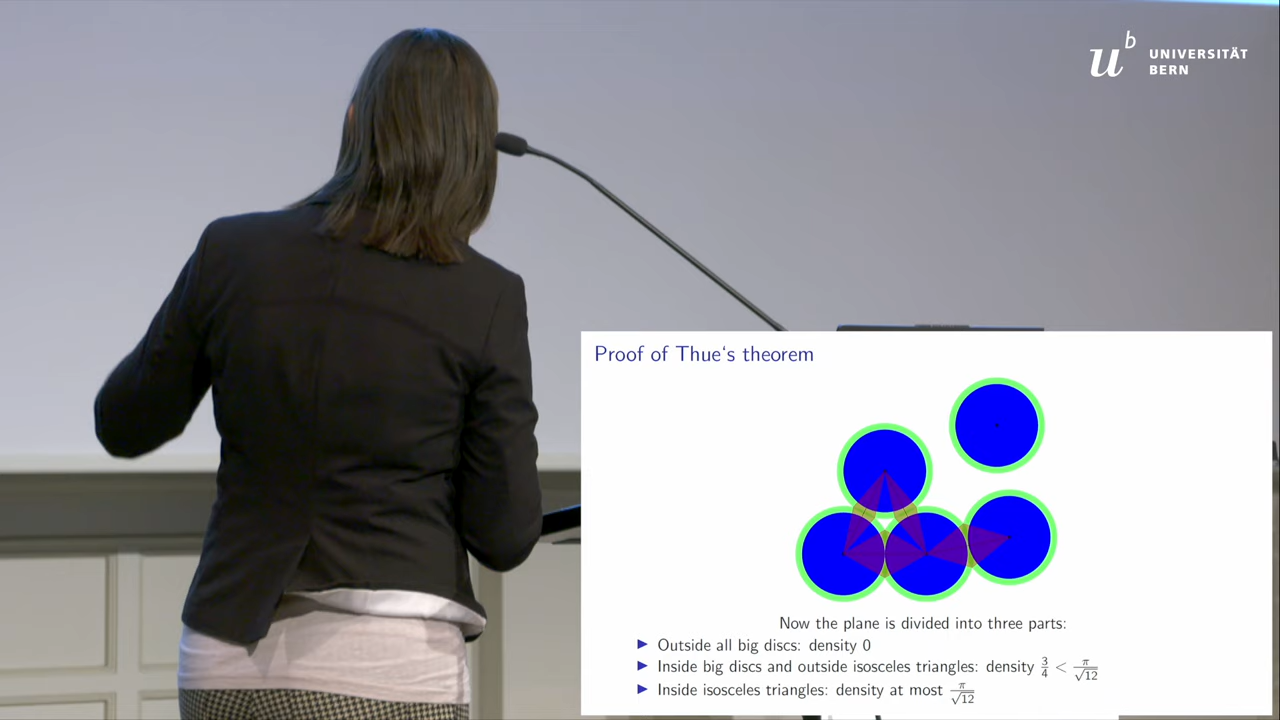 u b UNIVERSITÄT
BERN
Proof of Thue‘s theorem
Now the plane is divided into three parts:
▶ Outside all big discs: density 0
▶ Inside big discs and outside isosceles triangles: density 3/4 < π/√12
▶ Inside isosceles triangles: density at most π/√12